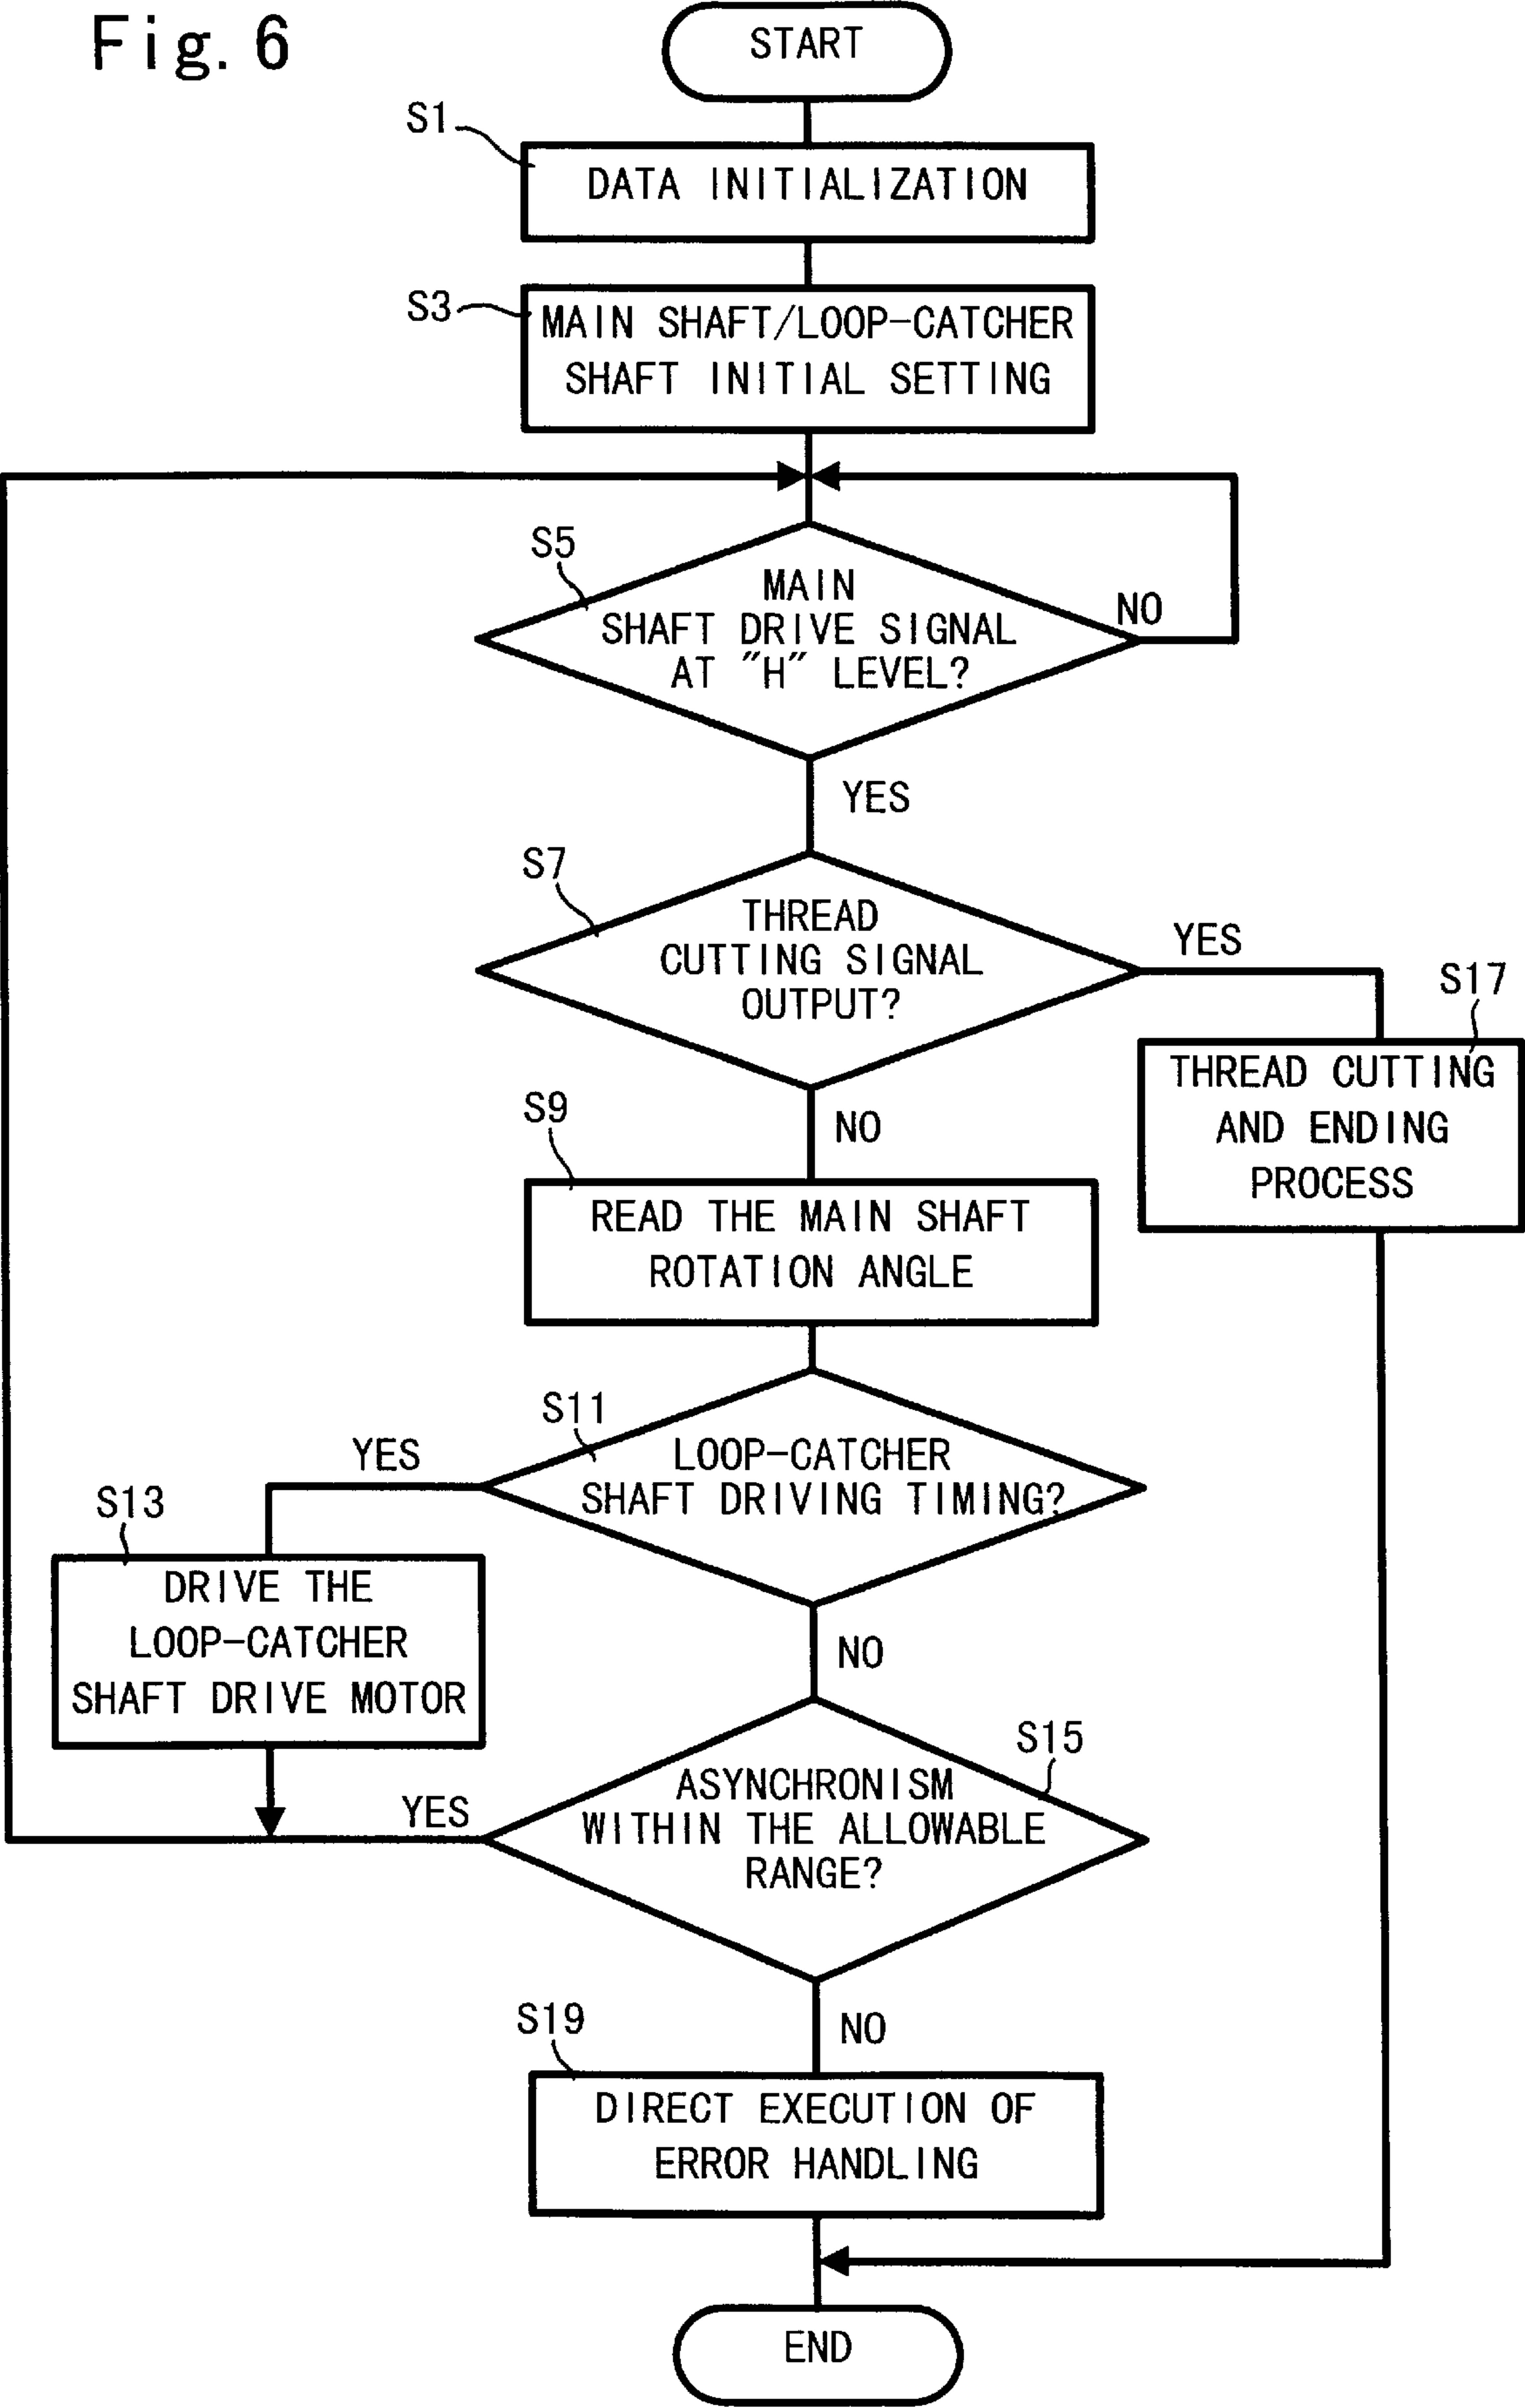 Fig. 6
START
S1
DATA INITIALIZATION
S3
MAIN SHAFT/LOOP-CATCHER
SHAFT INITIAL SETTING
S5
MAIN
SHAFT DRIVE SIGNAL
AT "H" LEVEL?
NO
YES
S7
THREAD
CUTTING SIGNAL
OUTPUT?
YES
S17
THREAD CUTTING
AND ENDING
PROCESS
NO
S9
READ THE MAIN SHAFT
ROTATION ANGLE
S11
LOOP-CATCHER
SHAFT DRIVING TIMING?
YES
S13
DRIVE THE
LOOP-CATCHER
SHAFT DRIVE MOTOR
NO
S15
ASYNCHRONISM
WITHIN THE ALLOWABLE
RANGE?
YES
NO
S19
DIRECT EXECUTION OF
ERROR HANDLING
END